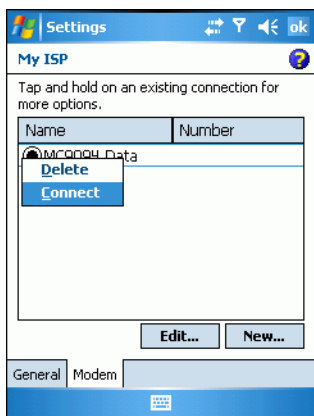 Settings
ok
My ISP
?
Tap and hold on an existing connection for
more options.
Name Number
MC9094 Data
Delete
Connect
Edit... New...
General Modem